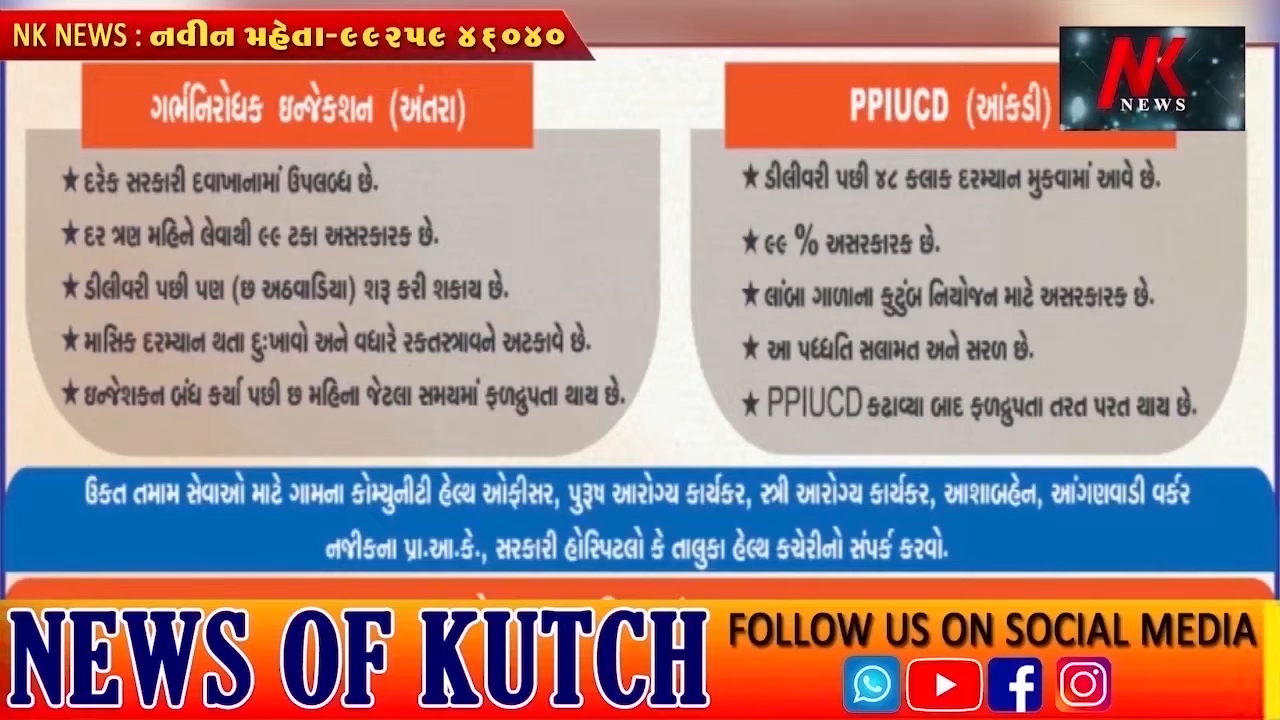 NK NEWS : નવીન મહેતા-૯૯૨૫૯ ૪૬૦૪૦
NK
NEWS
ગર્ભનિરોધક ઇન્જેકશન (અંતરા)
★ દરેક સરકારી દવાખાનામાં ઉપલબ્ધ છે.
★ દર ત્રણ મહિને લેવાથી ૯૯ ટકા અસરકારક છે.
★ ડીલીવરી પછી પણ (છ અઠવાડિયા) શરૂ કરી શકાય છે.
★ માસિક દરમ્યાન થતા દુઃખાવો અને વધારે રકતસ્ત્રાવને અટકાવે છે.
★ ઇન્જેશકન બંધ કર્યા પછી છ મહિના જેટલા સમયમાં ફળદ્રુપતા થાય છે.
PPIUCD (આંકડી)
★ ડીલીવરી પછી ૪૮ કલાક દરમ્યાન મુકવામાં આવે છે.
★ ૯૯ % અસરકારક છે.
★ લાંબા ગાળાના કુટુંબ નિયોજન માટે અસરકારક છે.
★ આ પધ્ધતિ સલામત અને સરળ છે.
★ PPIUCD કઢાવ્યા બાદ ફળદ્રુપતા તરત પરત થાય છે.
ઉકત તમામ સેવાઓ માટે ગામના કોમ્યુનીટી હેલ્થ ઓફીસર, પુરૂષ આરોગ્ય કાર્યકર, સ્ત્રી આરોગ્ય કાર્યકર, આશાબહેન, આંગણવાડી વર્કર
નજીકના પ્રા.આ.કે., સરકારી હોસ્પિટલો કે તાલુકા હેલ્થ કચેરીનો સંપર્ક કરવો.
NEWS OF KUTCH
FOLLOW US ON SOCIAL MEDIA